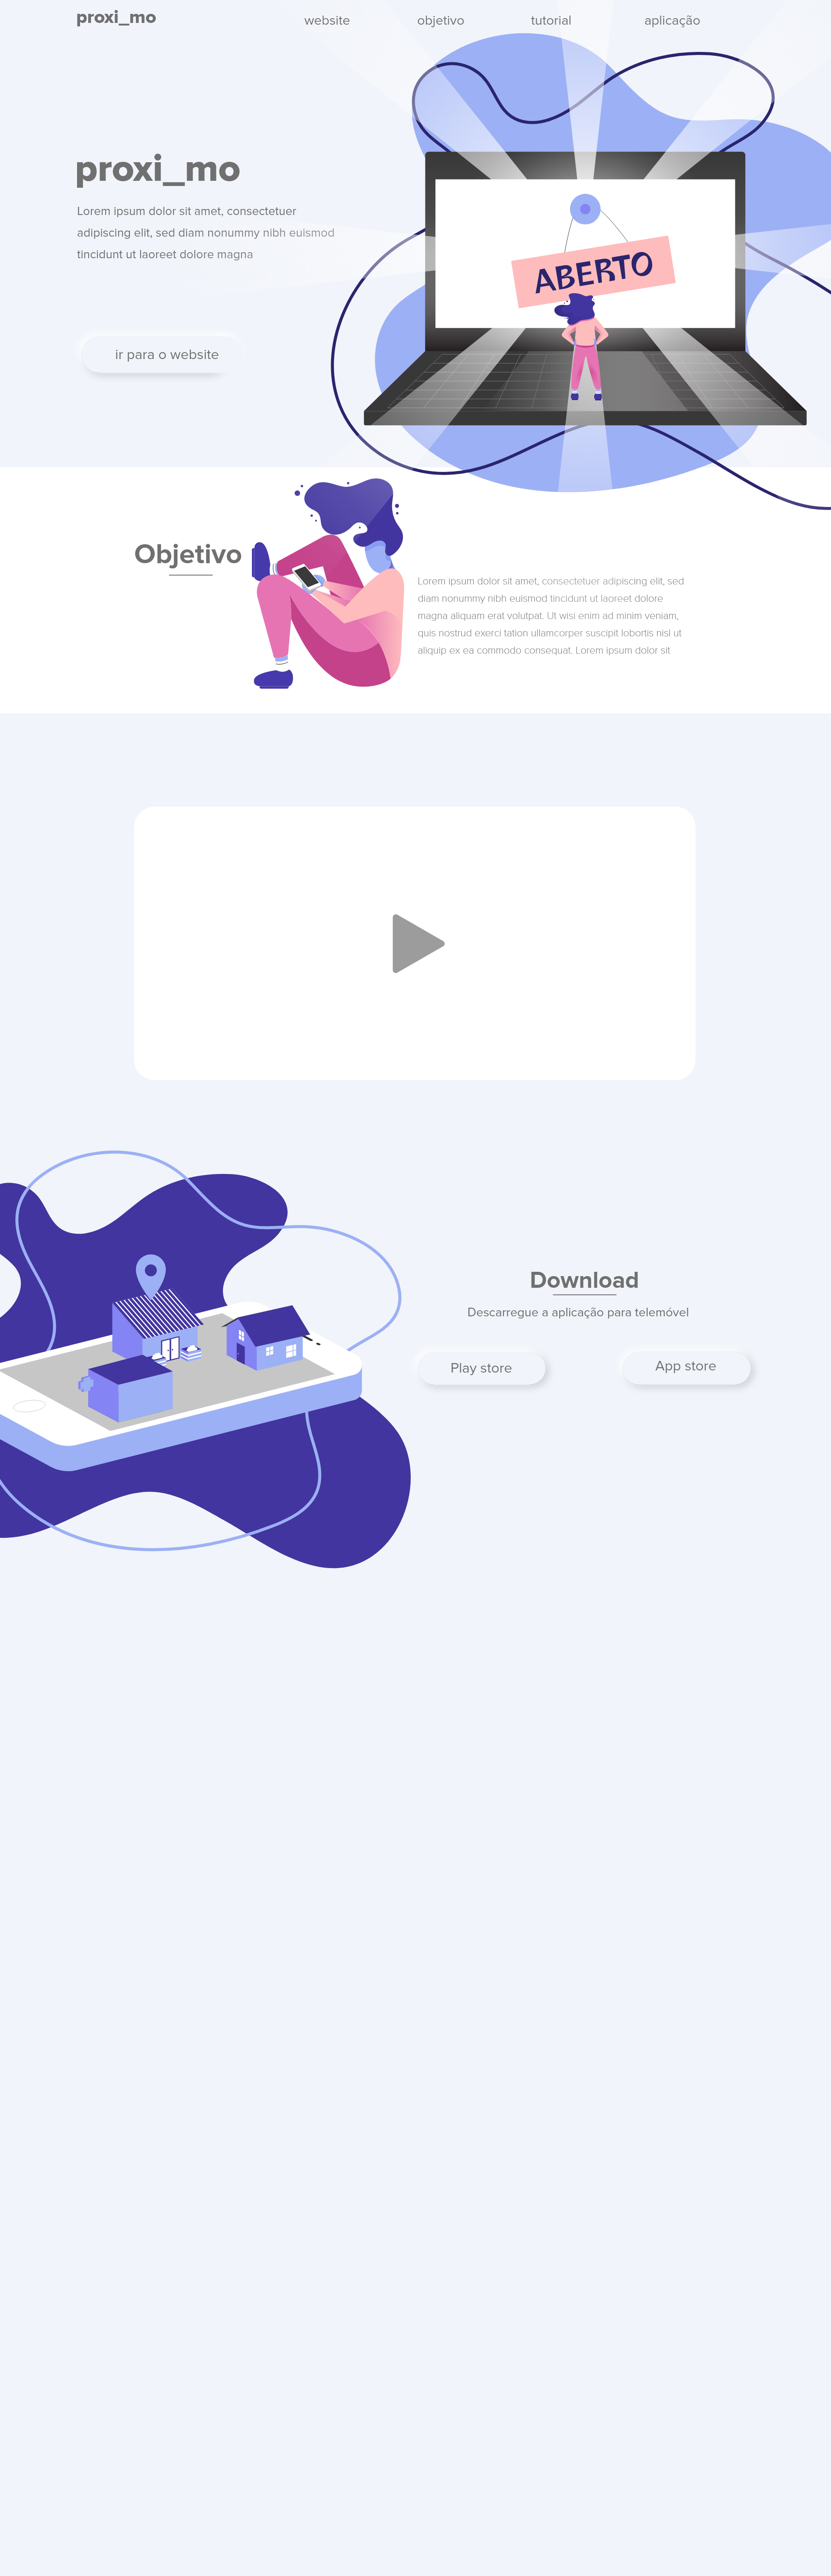 proxi_mo
website
objetivo
tutorial
aplicação
proxi_mo
Lorem ipsum dolor sit amet, consectetuer
adipiscing elit, sed diam nonummy nibh euismod
tincidunt ut laoreet dolore magna
ir para o website
ABERTO
Objetivo
Lorem ipsum dolor sit amet, consectetuer adipiscing elit, sed
diam nonummy nibh euismod tincidunt ut laoreet dolore
magna aliquam erat volutpat. Ut wisi enim ad minim veniam,
quis nostrud exerci tation ullamcorper suscipit lobortis nisl ut
aliquip ex ea commodo consequat. Lorem ipsum dolor sit
Download
Descarregue a aplicação para telemóvel
Play store
App store